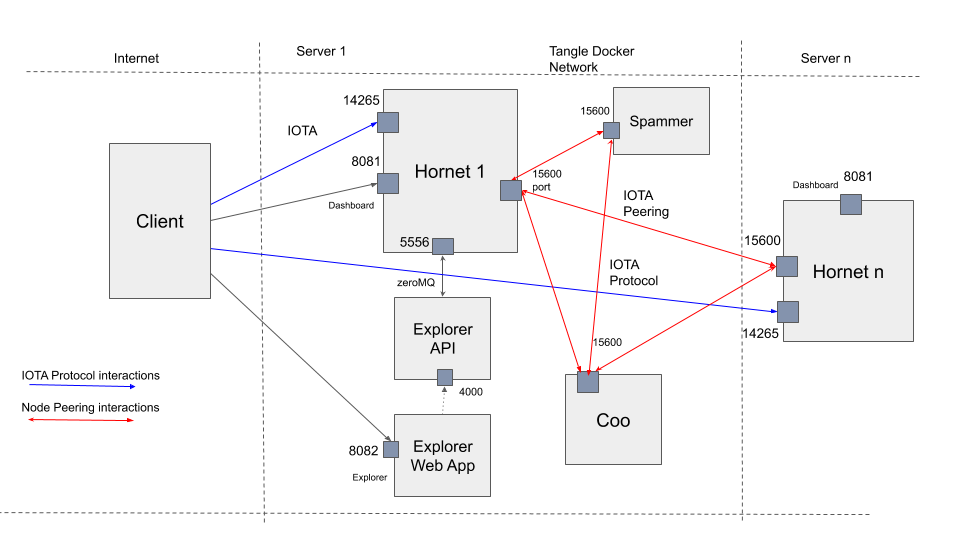 Internet
Server 1
Tangle Docker
Network
Server n
14265
IOTA
8081
Dashboard
Hornet 1
5556
zeroMQ
15600
port
15600
Spammer
Client
IOTA
Peering
IOTA
Protocol
Dashboard
8081
15600
Hornet n
14265
Explorer
API
4000
15600
Coo
IOTA Protocol interactions
Node Peering interactions
8082
Explorer
Explorer
Web App